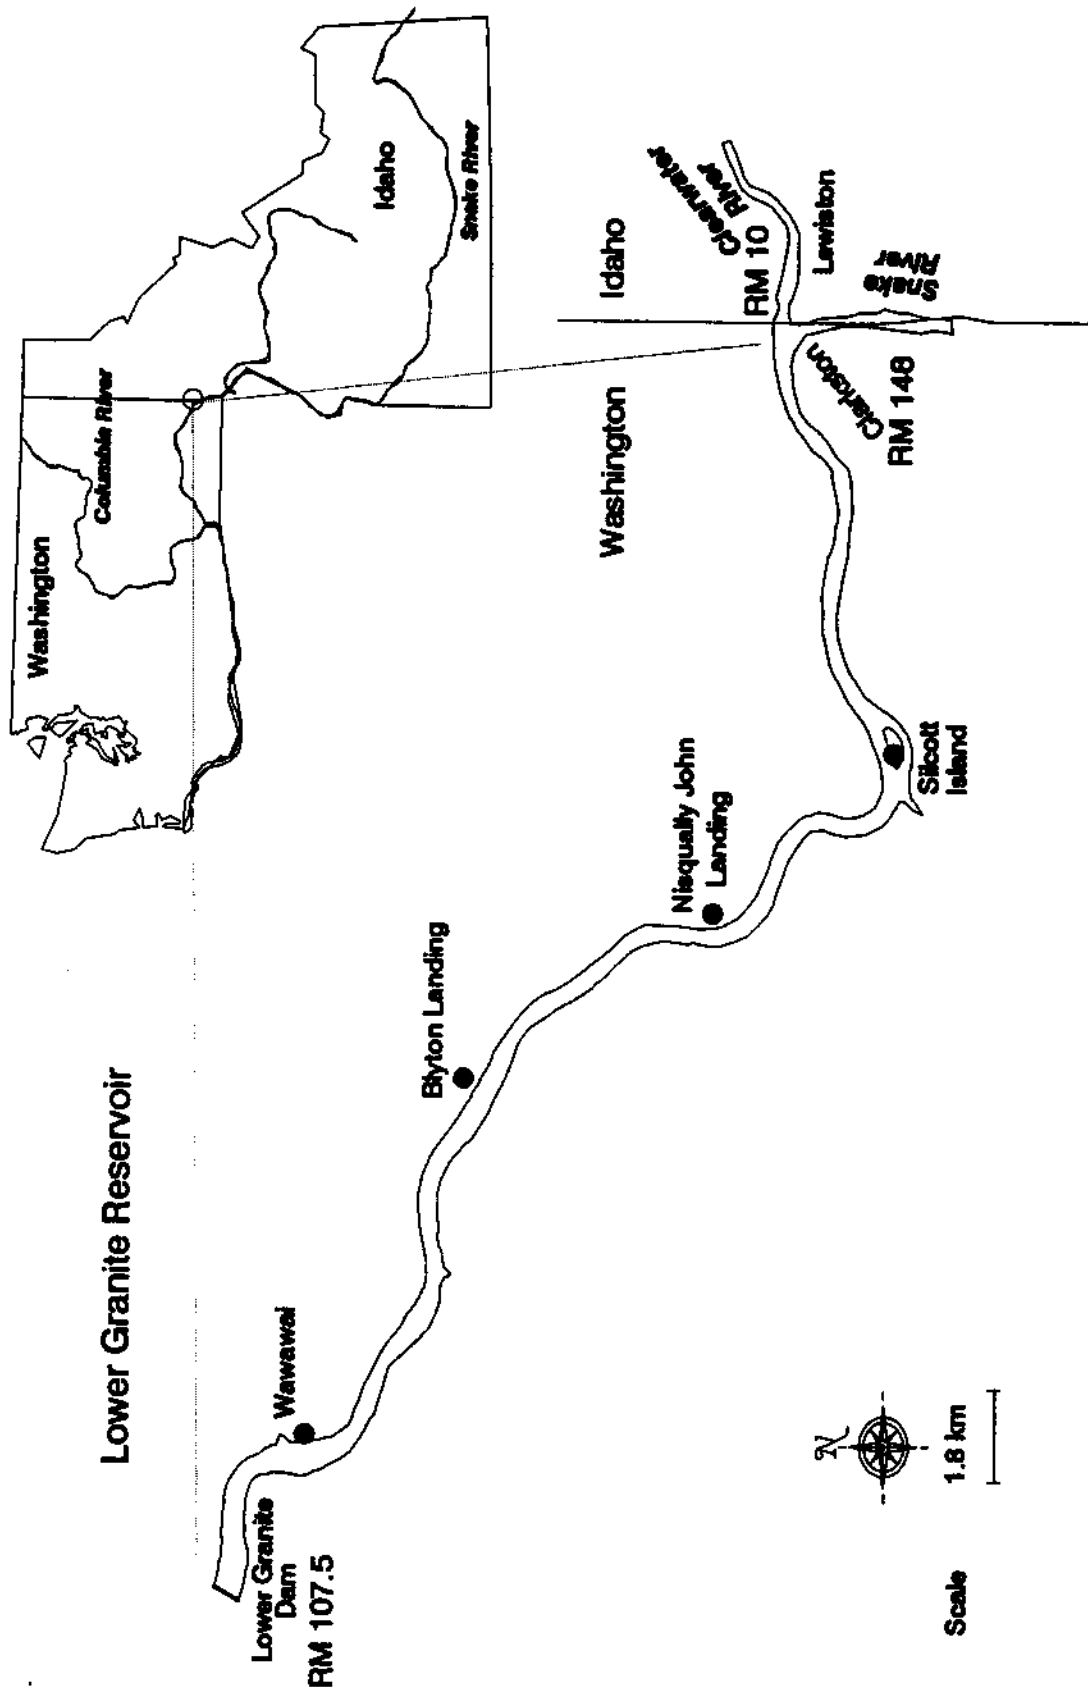 Lower Granite Reservoir
Washington
Columbia River
Idaho
Snake River
Lower Granite
Dam
RM 107.5
Wawawai
Blyton Landing
Nisqually John
Landing
Silcott
Island
Washington
Idaho
Clarkston
RM 148
RM 10
Clearwater
River
Lewiston
Snake
River
N
Scale
1.8 km